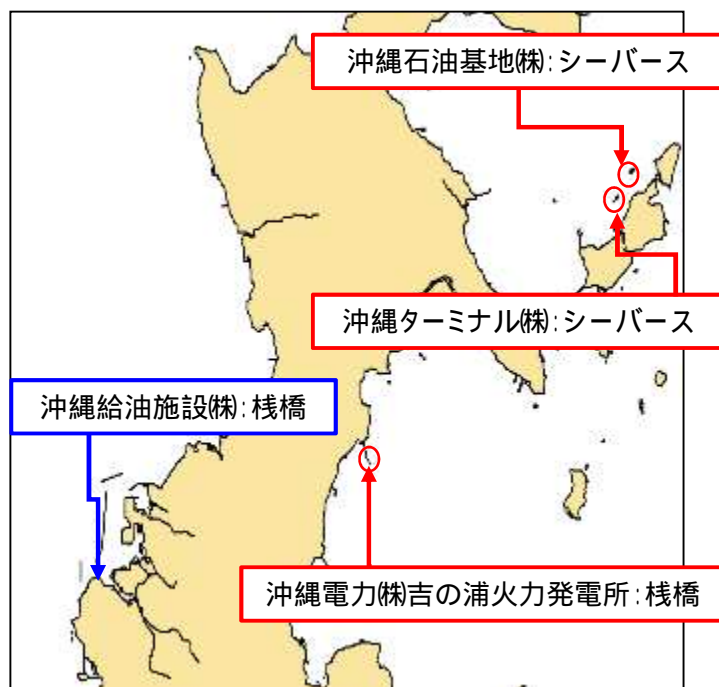 沖縄石油基地㈱:シーバース
沖縄ターミナル㈱:シーバース
沖縄給油施設㈱:桟橋
沖縄電力㈱吉の浦火力発電所:桟橋